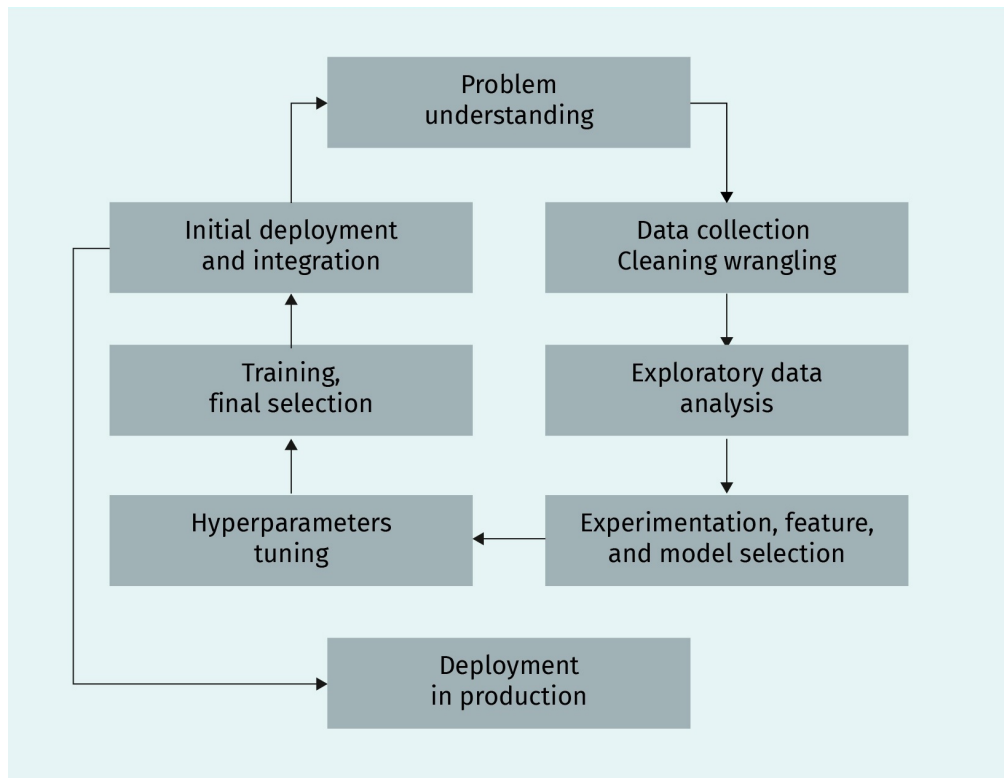 Problem
understanding
Initial deployment
and integration
Data collection
Cleaning wrangling
Training,
final selection
Exploratory data
analysis
Hyperparameters
tuning
Experimentation, feature,
and model selection
Deployment
in production